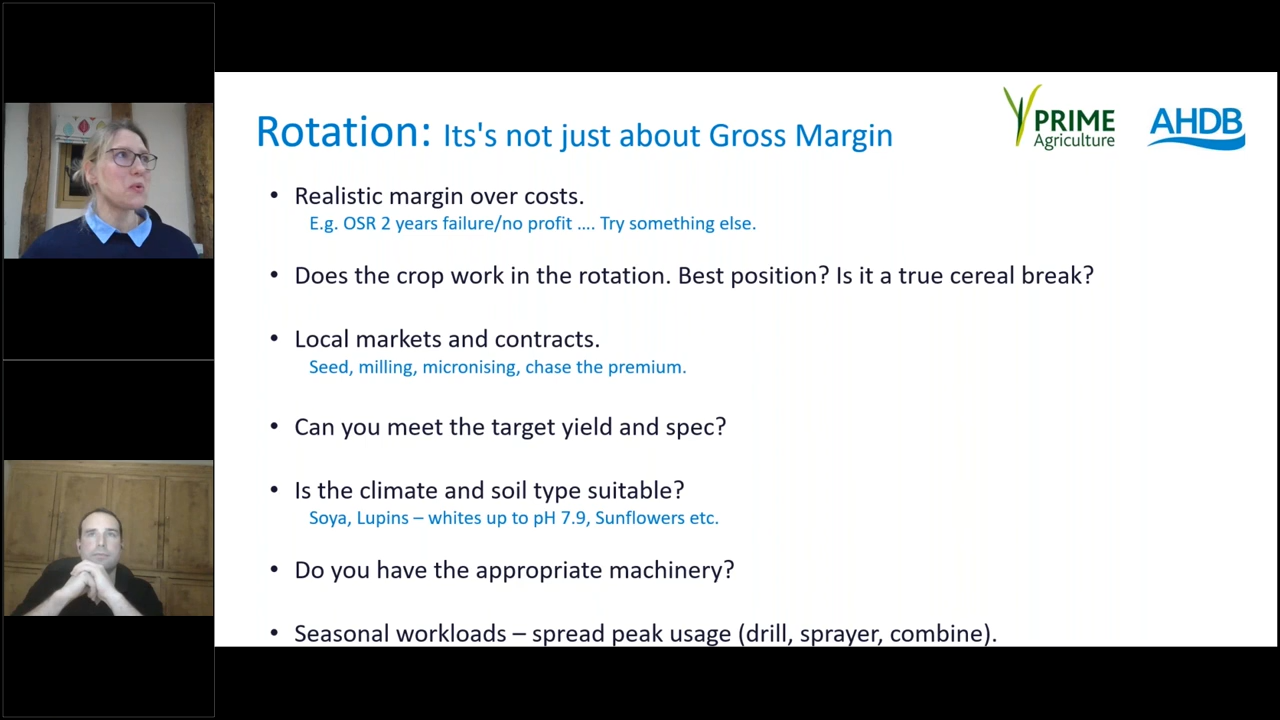 Rotation: Its's not just about Gross Margin
PRIME
Agriculture
AHDB
• Realistic margin over costs.
E.g. OSR 2 years failure/no profit .... Try something else.
• Does the crop work in the rotation. Best position? Is it a true cereal break?
• Local markets and contracts.
Seed, milling, micronising, chase the premium.
• Can you meet the target yield and spec?
• Is the climate and soil type suitable?
Soya, Lupins – whites up to pH 7.9, Sunflowers etc.
• Do you have the appropriate machinery?
• Seasonal workloads – spread peak usage (drill, sprayer, combine).